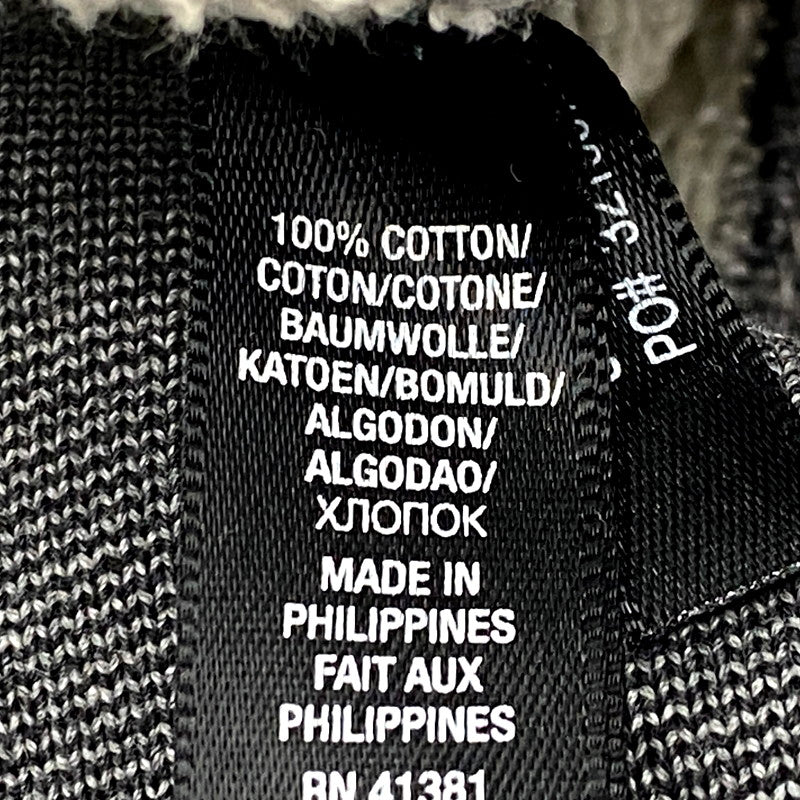 100% COTTON/
COTON/COTONE/
BAUMWOLLE/
KATOEN/BOMULD/
ALGODON/
ALGODAO/
ХЛОПОК
MADE IN
PHILIPPINES
FAIT AUX
PHILIPPINES
RN 41381
PO#